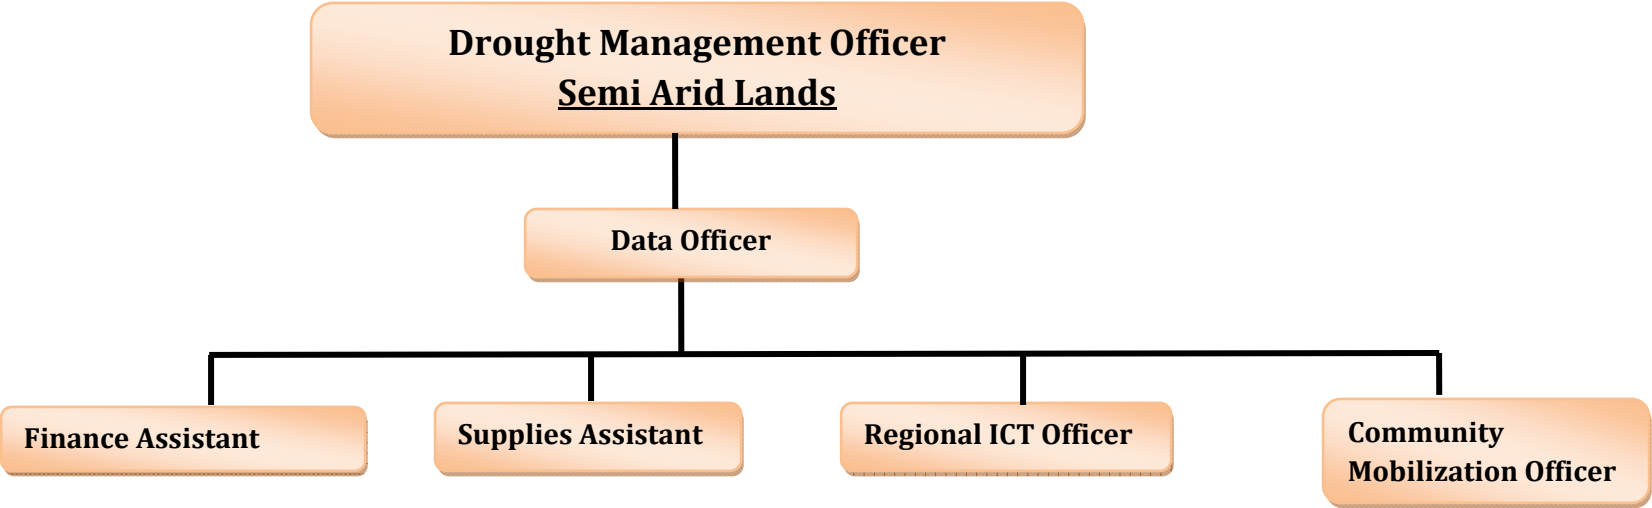 Drought Management Officer
Semi Arid Lands
Data Officer
Finance Assistant
Supplies Assistant
Regional ICT Officer
Community
Mobilization Officer